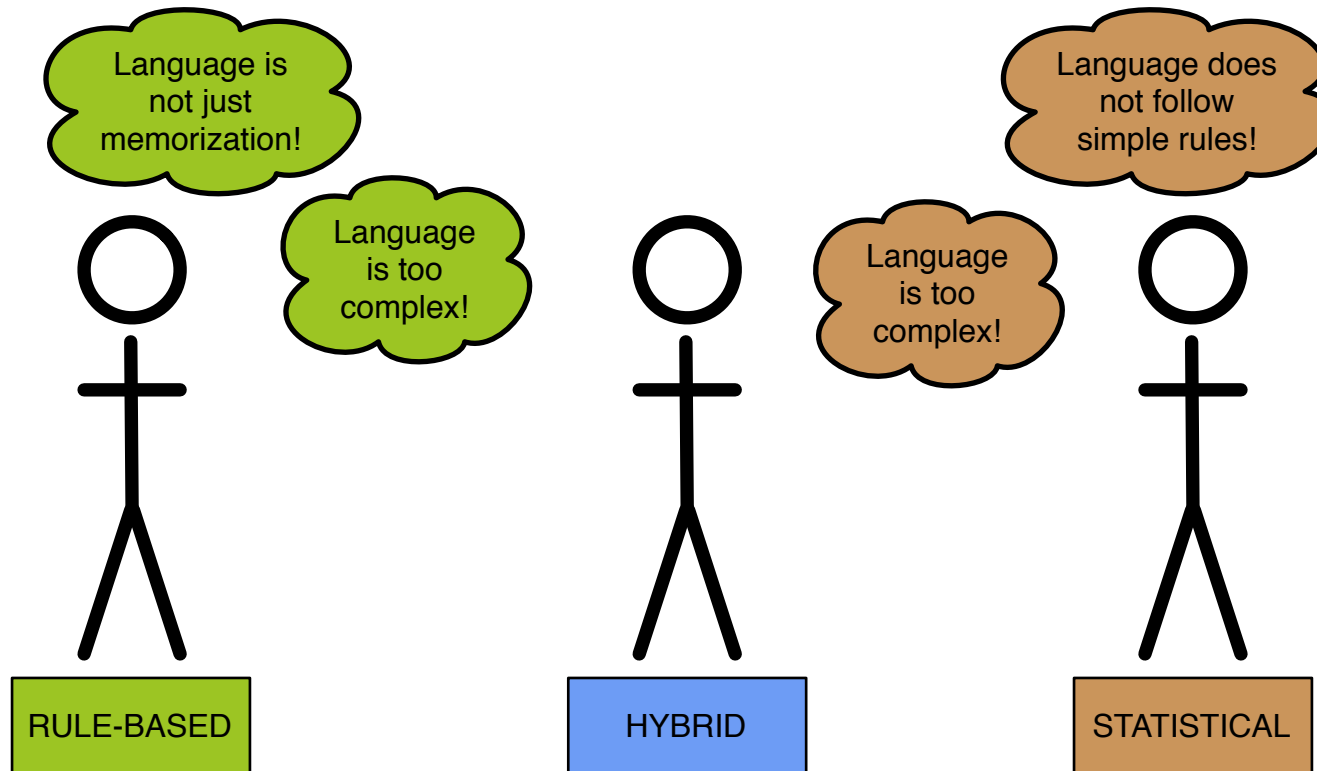 Language is
not just
memorization!
Language
is too
complex!
Language
is too
complex!
Language does
not follow
simple rules!
RULE-BASED
HYBRID
STATISTICAL